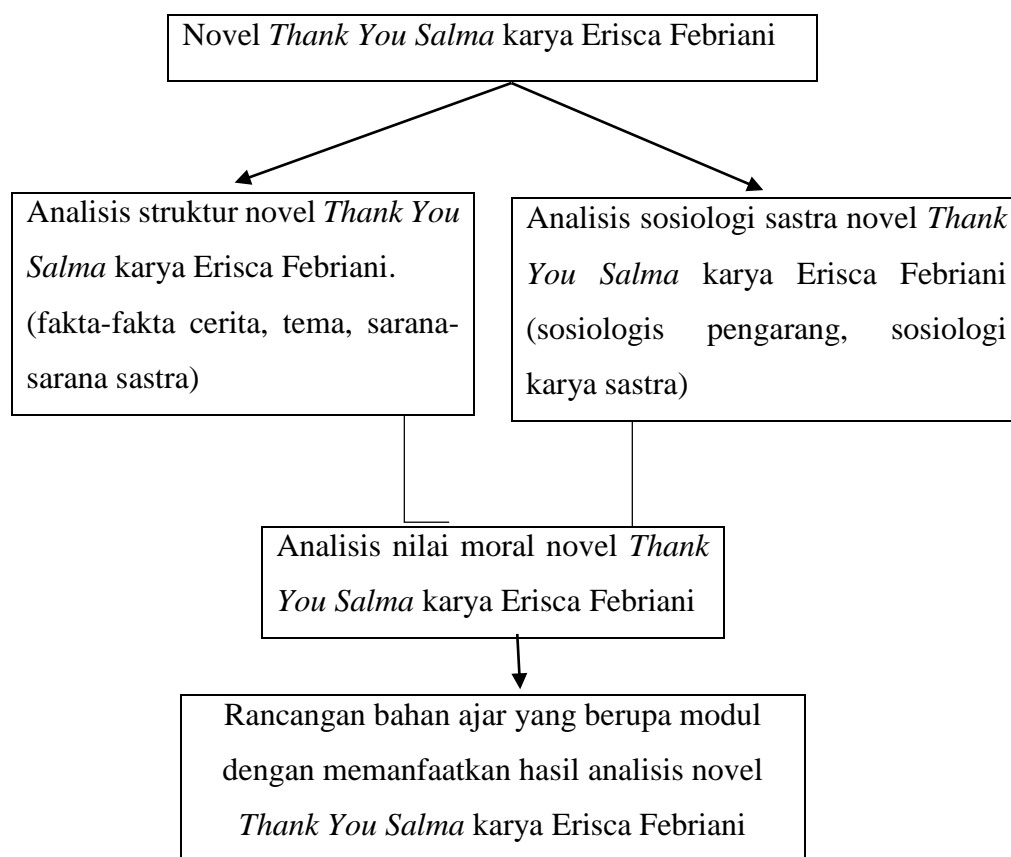 Novel Thank You Salma karya Erisca Febriani
Analisis struktur novel Thank You
Salma karya Erisca Febriani.
(fakta-fakta cerita, tema, sarana-
sarana sastra)
Analisis sosiologi sastra novel Thank
You Salma karya Erisca Febriani
(sosiologis pengarang, sosiologi
karya sastra)
Analisis nilai moral novel Thank
You Salma karya Erisca Febriani
Rancangan bahan ajar yang berupa modul
dengan memanfaatkan hasil analisis novel
Thank You Salma karya Erisca Febriani